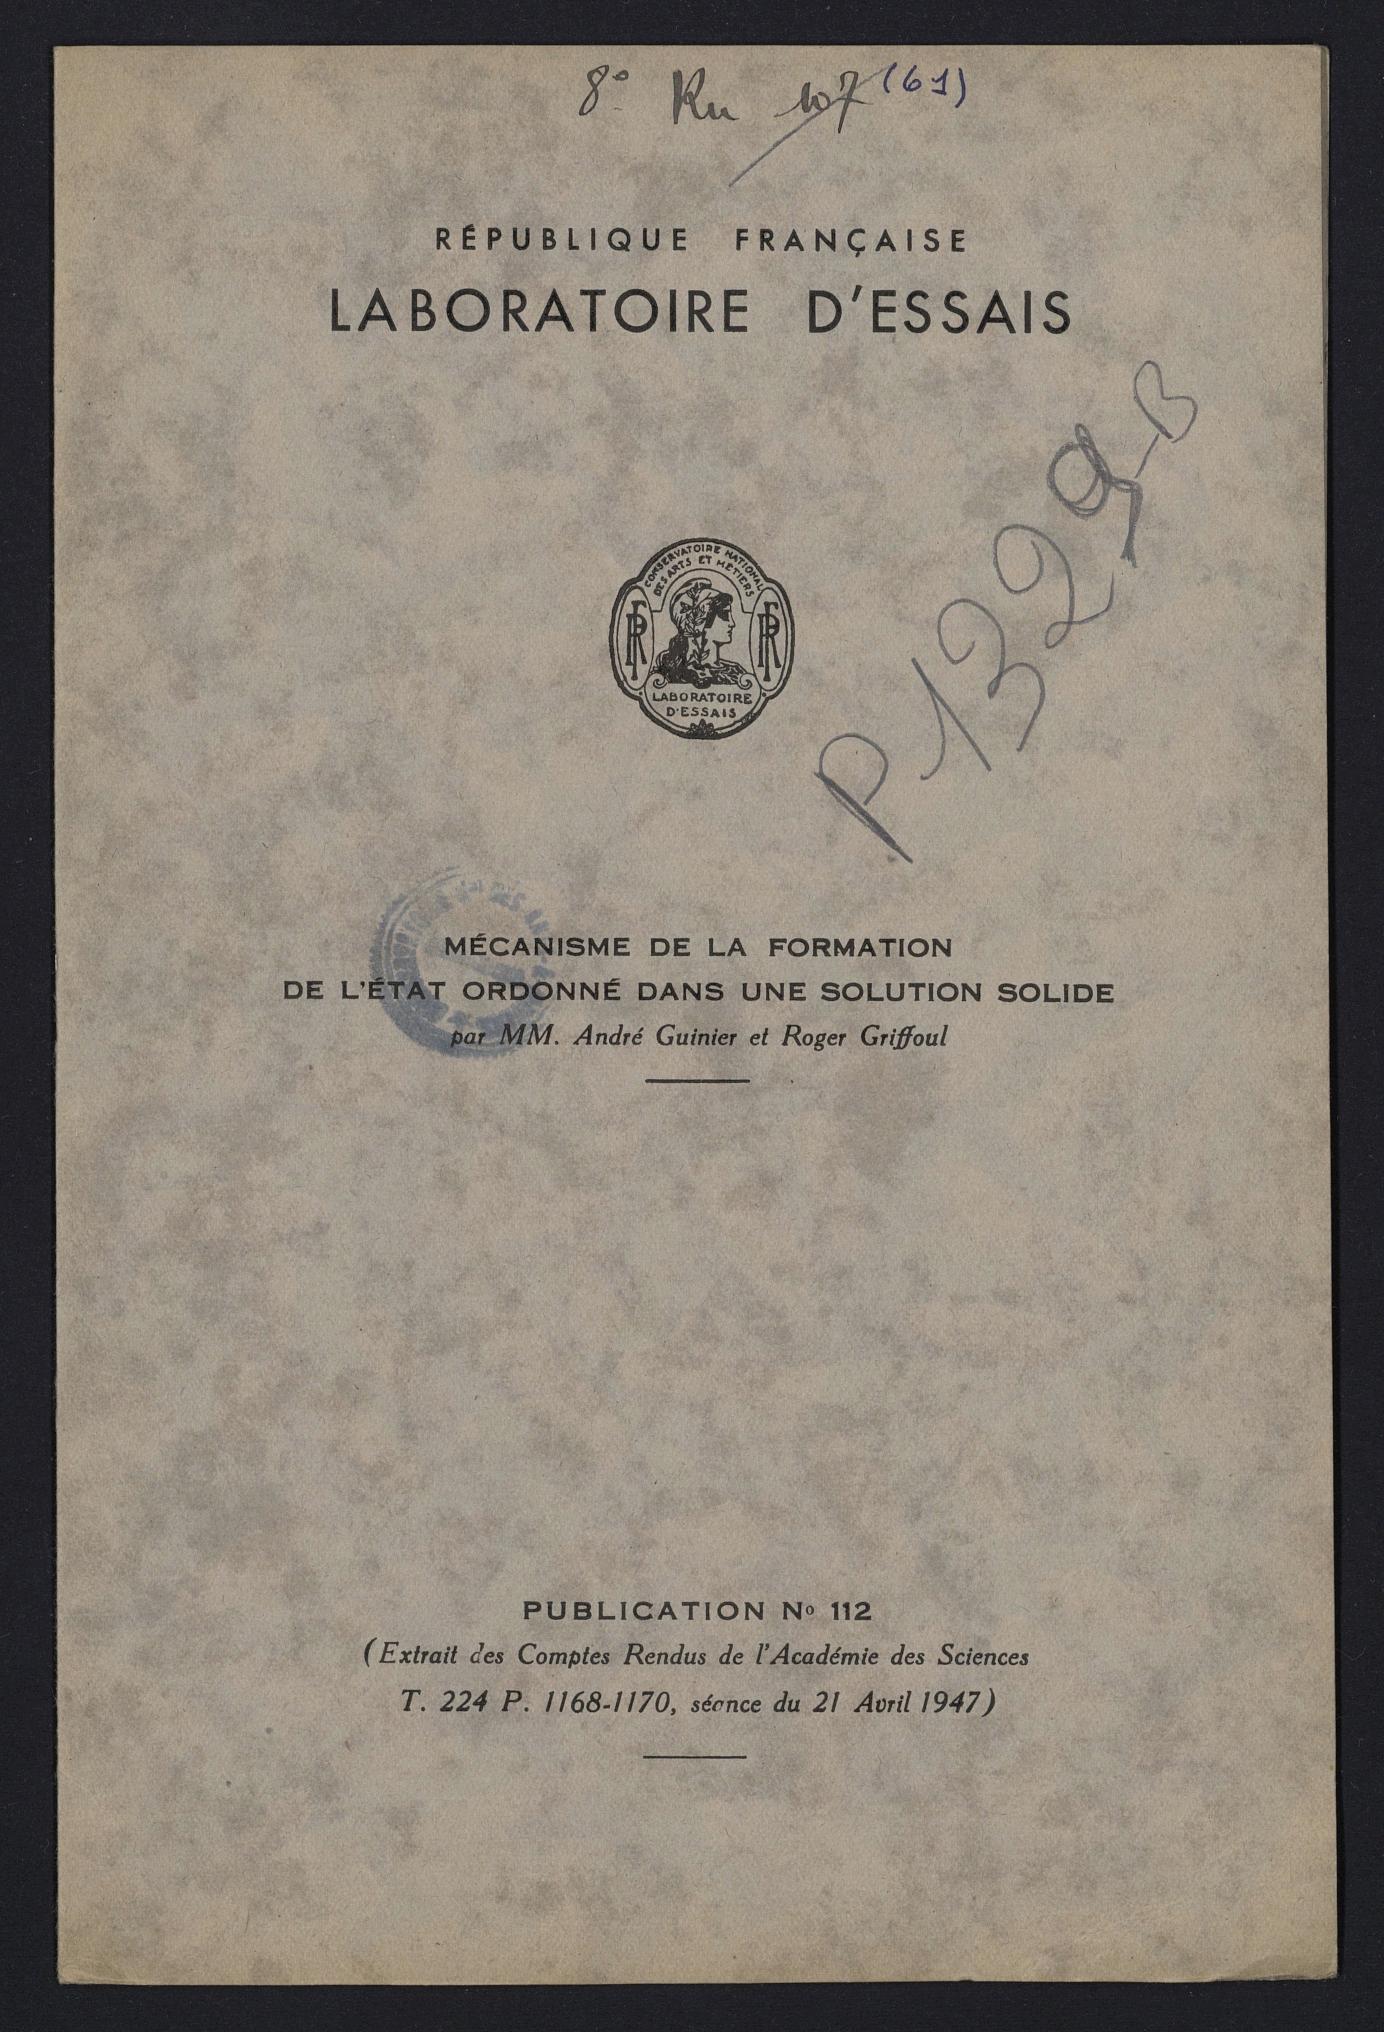 8° Ku 107 (61)
RÉPUBLIQUE FRANÇAISE
LABORATOIRE D'ESSAIS
P 1329-B
CONSERVATOIRE NATIONAL
DES ARTS ET METIERS
RF RF
LABORATOIRE
D'ESSAIS
MÉCANISME DE LA FORMATION
DE L'ÉTAT ORDONNÉ DANS UNE SOLUTION SOLIDE
par MM. André Guinier et Roger Griffoul
PUBLICATION Nº 112
(Extrait des Comptes Rendus de l'Académie des Sciences
T. 224 P. 1168-1170, séance du 21 Avril 1947)